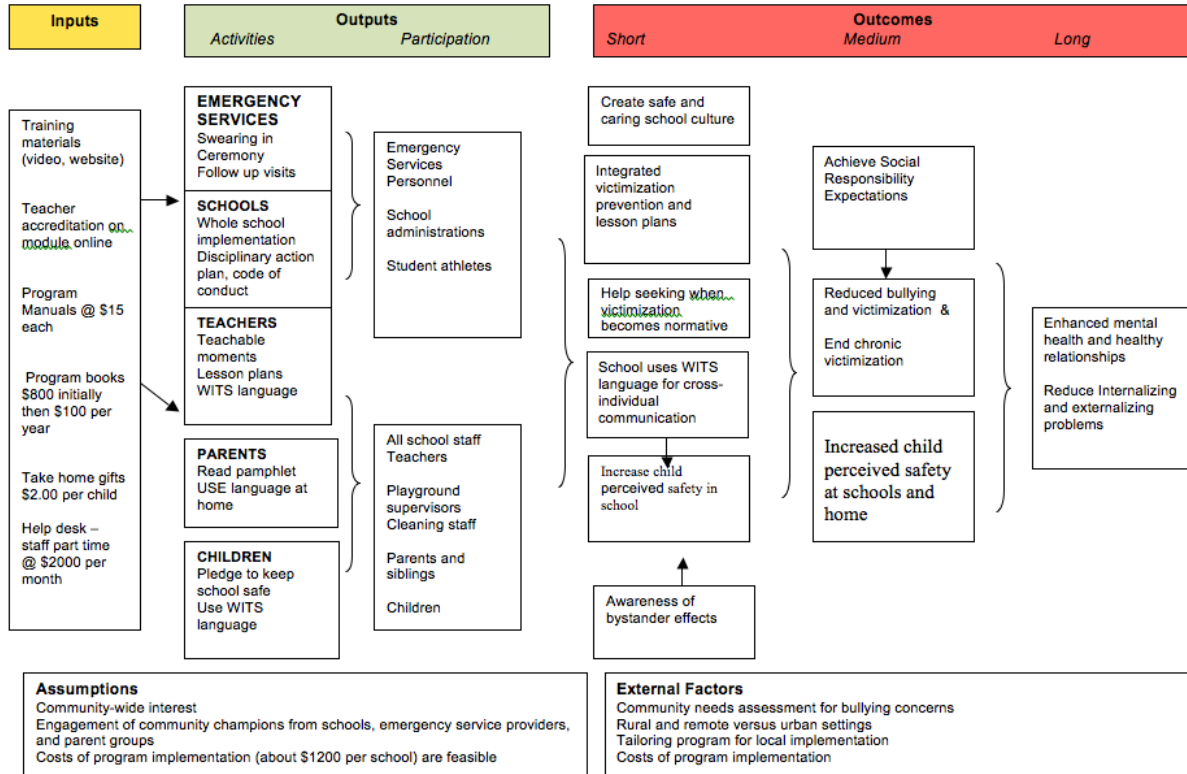 Inputs
Outputs
Activities
Participation
Outcomes
Short
Medium
Long
Training
materials
(video, website)
Teacher
accreditation on
module online
Program
Manuals @ $15
each
Program books
$800 initially
then $100 per
year
Take home gifts
$2.00 per child
Help desk –
staff part time
@ $2000 per
month
EMERGENCY
SERVICES
Swearing in
Ceremony
Follow up visits
SCHOOLS
Whole school
implementation
Disciplinary action
plan, code of
conduct
TEACHERS
Teachable
moments
Lesson plans
WITS language
PARENTS
Read pamphlet
USE language at
home
CHILDREN
Pledge to keep
school safe
Use WITS
language
Emergency
Services
Personnel
School
administrations
Student athletes
All school staff
Teachers
Playground
supervisors
Cleaning staff
Parents and
siblings
Children
Create safe and
caring school culture
Integrated
victimization
prevention and
lesson plans
Help seeking when
victimization
becomes normative
School uses WITS
language for cross-
individual
communication
Increase child
perceived safety in
school
Awareness of
bystander effects
Achieve Social
Responsibility
Expectations
Reduced bullying
and victimization &
End chronic
victimization
Increased child
perceived safety
at schools and
home
Enhanced mental
health and healthy
relationships
Reduce Internalizing
and externalizing
problems
Assumptions
Community-wide interest
Engagement of community champions from schools, emergency service providers,
and parent groups
Costs of program implementation (about $1200 per school) are feasible
External Factors
Community needs assessment for bullying concerns
Rural and remote versus urban settings
Tailoring program for local implementation
Costs of program implementation